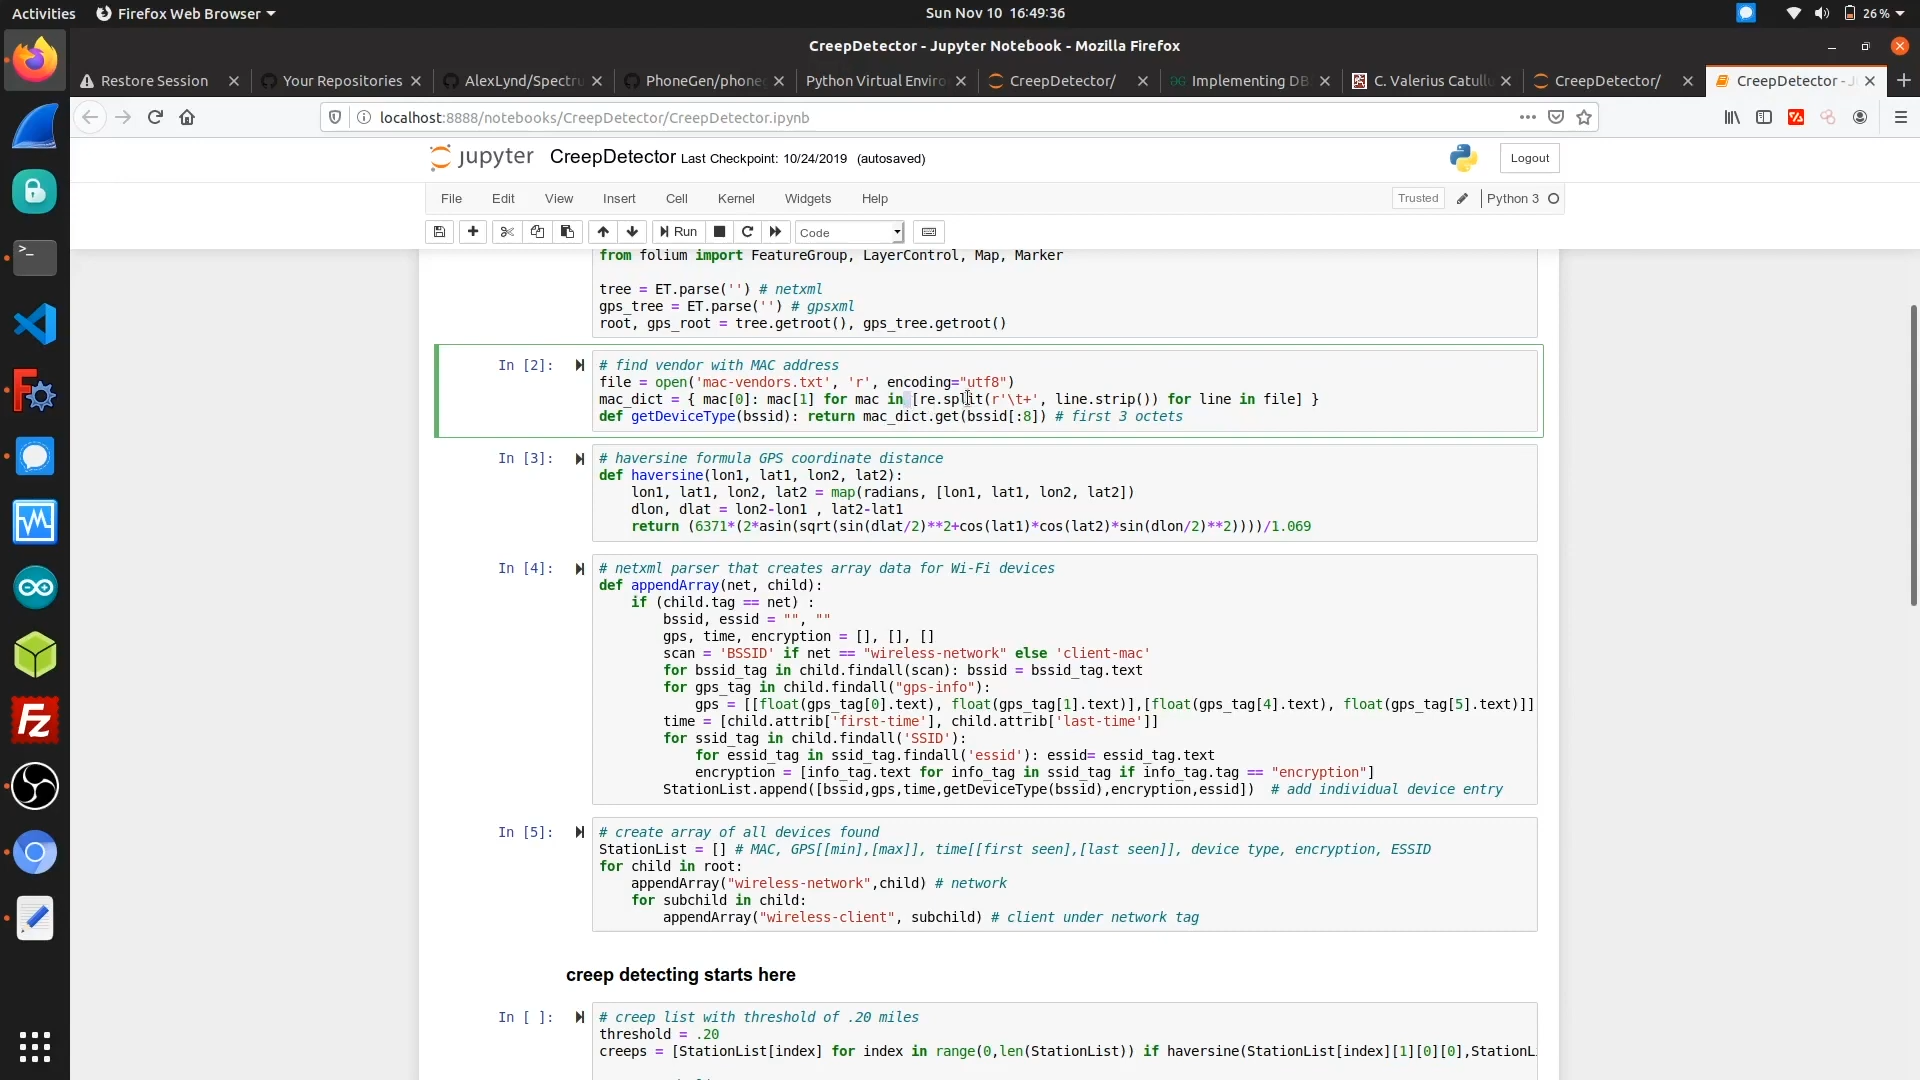 Activities
Firefox Web Browser
Sun Nov 10 16:49:36
26 %
CreepDetector - Jupyter Notebook - Mozilla Firefox
Restore Session
Your Repositories
AlexLynd/Spectru
PhoneGen/phoneg
Python Virtual Enviro
CreepDetector/
Implementing DB
C. Valerius Catullu
CreepDetector/
CreepDetector - J
localhost:8888/notebooks/CreepDetector/CreepDetector.ipynb
jupyter CreepDetector Last Checkpoint: 10/24/2019 (autosaved)
Logout
File Edit View Insert Cell Kernel Widgets Help
Trusted
Python 3
Run
Code
from folium import FeatureGroup, LayerControl, Map, Marker
tree = ET.parse('') # netxml
gps_tree = ET.parse('') # gpsxml
root, gps_root = tree.getroot(), gps_tree.getroot()
In [2]:
# find vendor with MAC address
file = open('mac-vendors.txt', 'r', encoding="utf8")
mac_dict = { mac[0]: mac[1] for mac in [re.split(r'\t+', line.strip()) for line in file] }
def getDeviceType(bssid): return mac_dict.get(bssid[:8]) # first 3 octets
In [3]:
# haversine formula GPS coordinate distance
def haversine(lon1, lat1, lon2, lat2):
lon1, lat1, lon2, lat2 = map(radians, [lon1, lat1, lon2, lat2])
dlon, dlat = lon2-lon1 , lat2-lat1
return (6371*(2*asin(sqrt(sin(dlat/2)**2+cos(lat1)*cos(lat2)*sin(dlon/2)**2))))/1.069
In [4]:
# netxml parser that creates array data for Wi-Fi devices
def appendArray(net, child):
if (child.tag == net) :
bssid, essid = "", ""
gps, time, encryption = [], [], []
scan = 'BSSID' if net == "wireless-network" else 'client-mac'
for bssid_tag in child.findall(scan): bssid = bssid_tag.text
for gps_tag in child.findall("gps-info"):
gps = [[float(gps_tag[0].text), float(gps_tag[1].text)],[float(gps_tag[4].text), float(gps_tag[5].text)]]
time = [child.attrib['first-time'], child.attrib['last-time']]
for ssid_tag in child.findall('SSID'):
for essid_tag in ssid_tag.findall('essid'): essid= essid_tag.text
encryption = [info_tag.text for info_tag in ssid_tag if info_tag.tag == "encryption"]
StationList.append([bssid,gps,time,getDeviceType(bssid),encryption,essid]) # add individual device entry
In [5]:
# create array of all devices found
StationList = [] # MAC, GPS[[min],[max]], time[[first seen],[last seen]], device type, encryption, ESSID
for child in root:
appendArray("wireless-network",child) # network
for subchild in child:
appendArray("wireless-client", subchild) # client under network tag
creep detecting starts here
In [ ]:
# creep list with threshold of .20 miles
threshold = .20
creeps = [StationList[index] for index in range(0,len(StationList)) if haversine(StationList[index][1][0][0],StationL